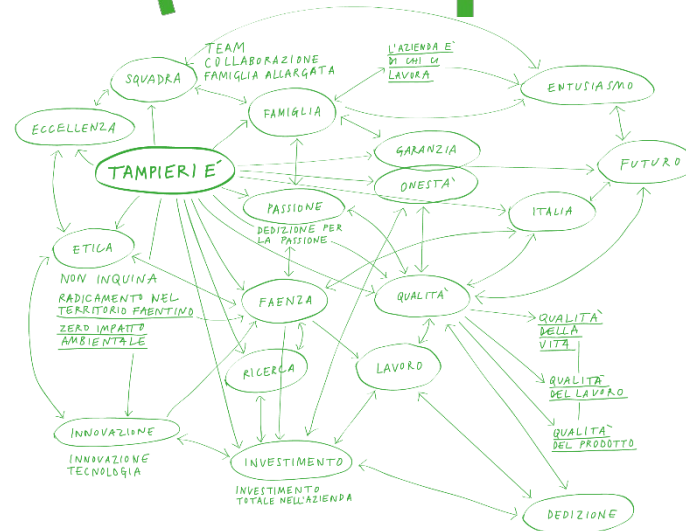 TEAM
COLLABORAZIONE
FAMIGLIA ALLARGATA
SQUADRA
L'AZIENDA È
DI CHI CI
LAVORA
ENTUSIASMO
FAMIGLIA
ECCELLENZA
GARANZIA
TAMPIERI È
FUTURO
ONESTA'
PASSIONE
ITALIA
DEDIZIONE PER
LA PASSIONE
ETICA
NON INQUINA
RADICAMENTO NEL
TERRITORIO FAENTINO
ZERO IMPATTO
AMBIENTALE
FAENZA
QUALITA'
QUALITA'
DELLA
VITA
RICERCA
LAVORO
QUALITA'
DEL LAVORO
QUALITA'
DEL PRODOTTO
INNOVAZIONE
INNOVAZIONE
TECNOLOGIA
INVESTIMENTO
INVESTIMENTO
TOTALE NELL'AZIENDA
DEDIZIONE